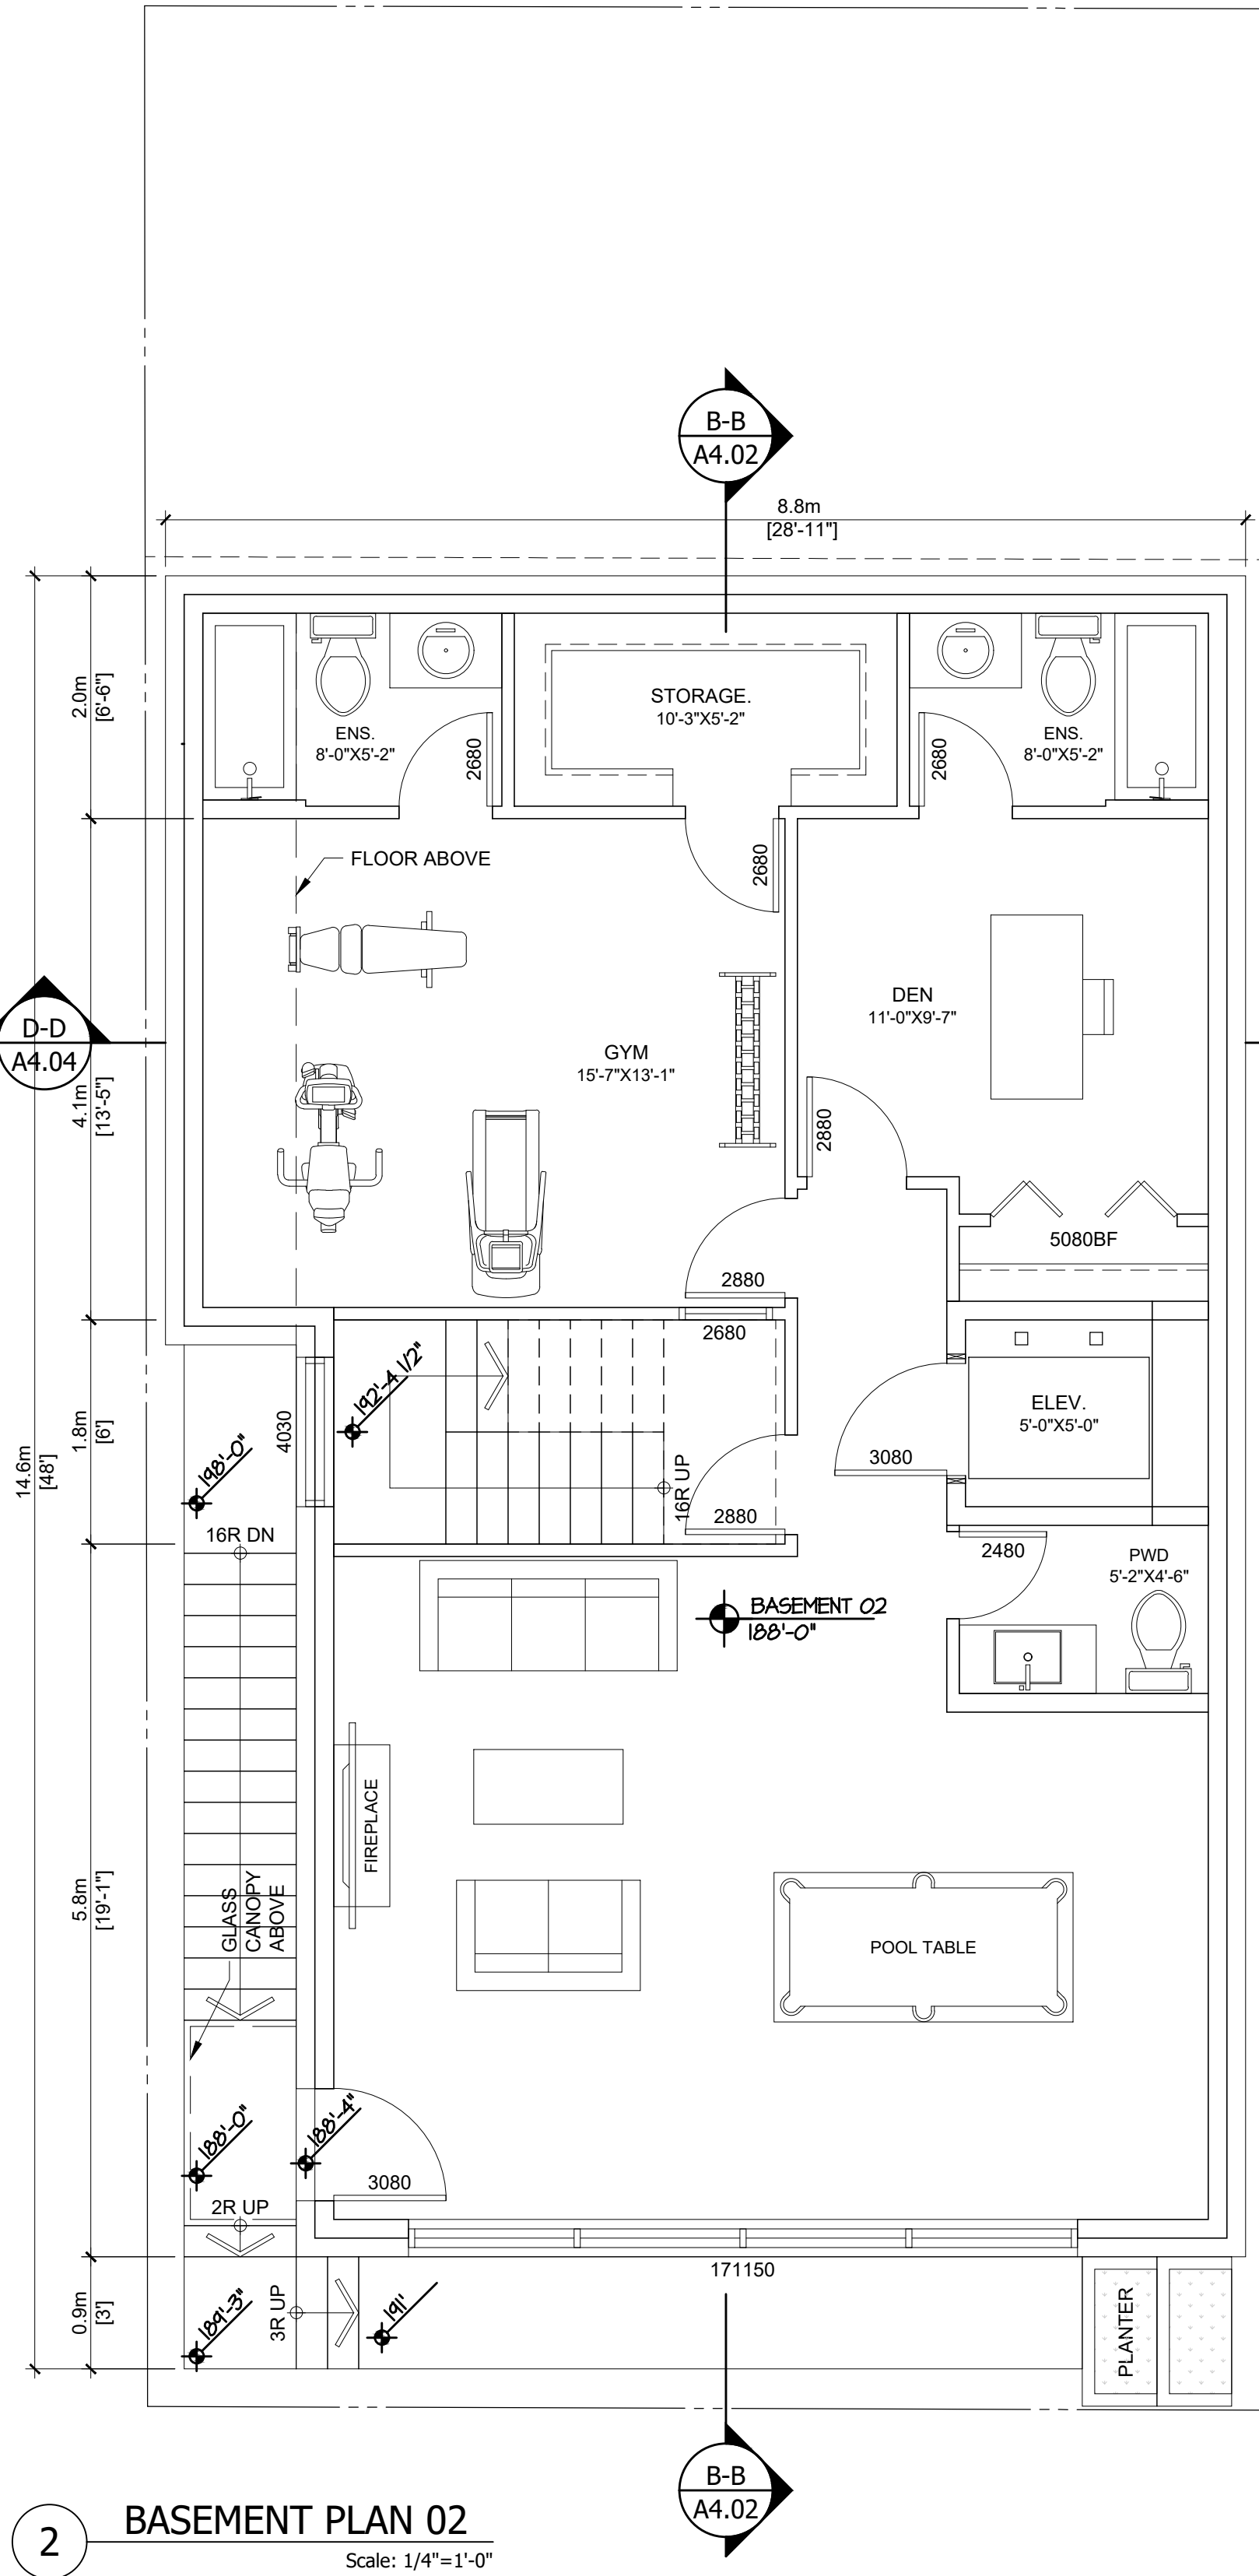 B-B
A4.02
8.8m
[28'-11"]
2.0m
[6'-6"]
STORAGE.
10'-3"X5'-2"
ENS.
8'-0"X5'-2"
ENS.
8'-0"X5'-2"
2680
2680
2680
FLOOR ABOVE
DEN
11'-0"X9'-7"
D-D
A4.04
GYM
15'-7"X13'-1"
4.1m
[13'-5"]
2880
5080BF
2880
2680
192'-4 1/2"
4030
1.8m
[6']
198'-0"
ELEV.
5'-0"X5'-0"
3080
14.6m
[48']
16R UP
2880
16R DN
2480
PWD
5'-2"X4'-6"
BASEMENT 02
188'-0"
FIREPLACE
5.8m
[19'-1"]
GLASS
CANOPY
ABOVE
POOL TABLE
188'-0"
188'-4"
3080
2R UP
171150
0.9m
[3']
189'-3"
3R UP
191'
PLANTER
B-B
A4.02
2
BASEMENT PLAN 02
Scale: 1/4"=1'-0"